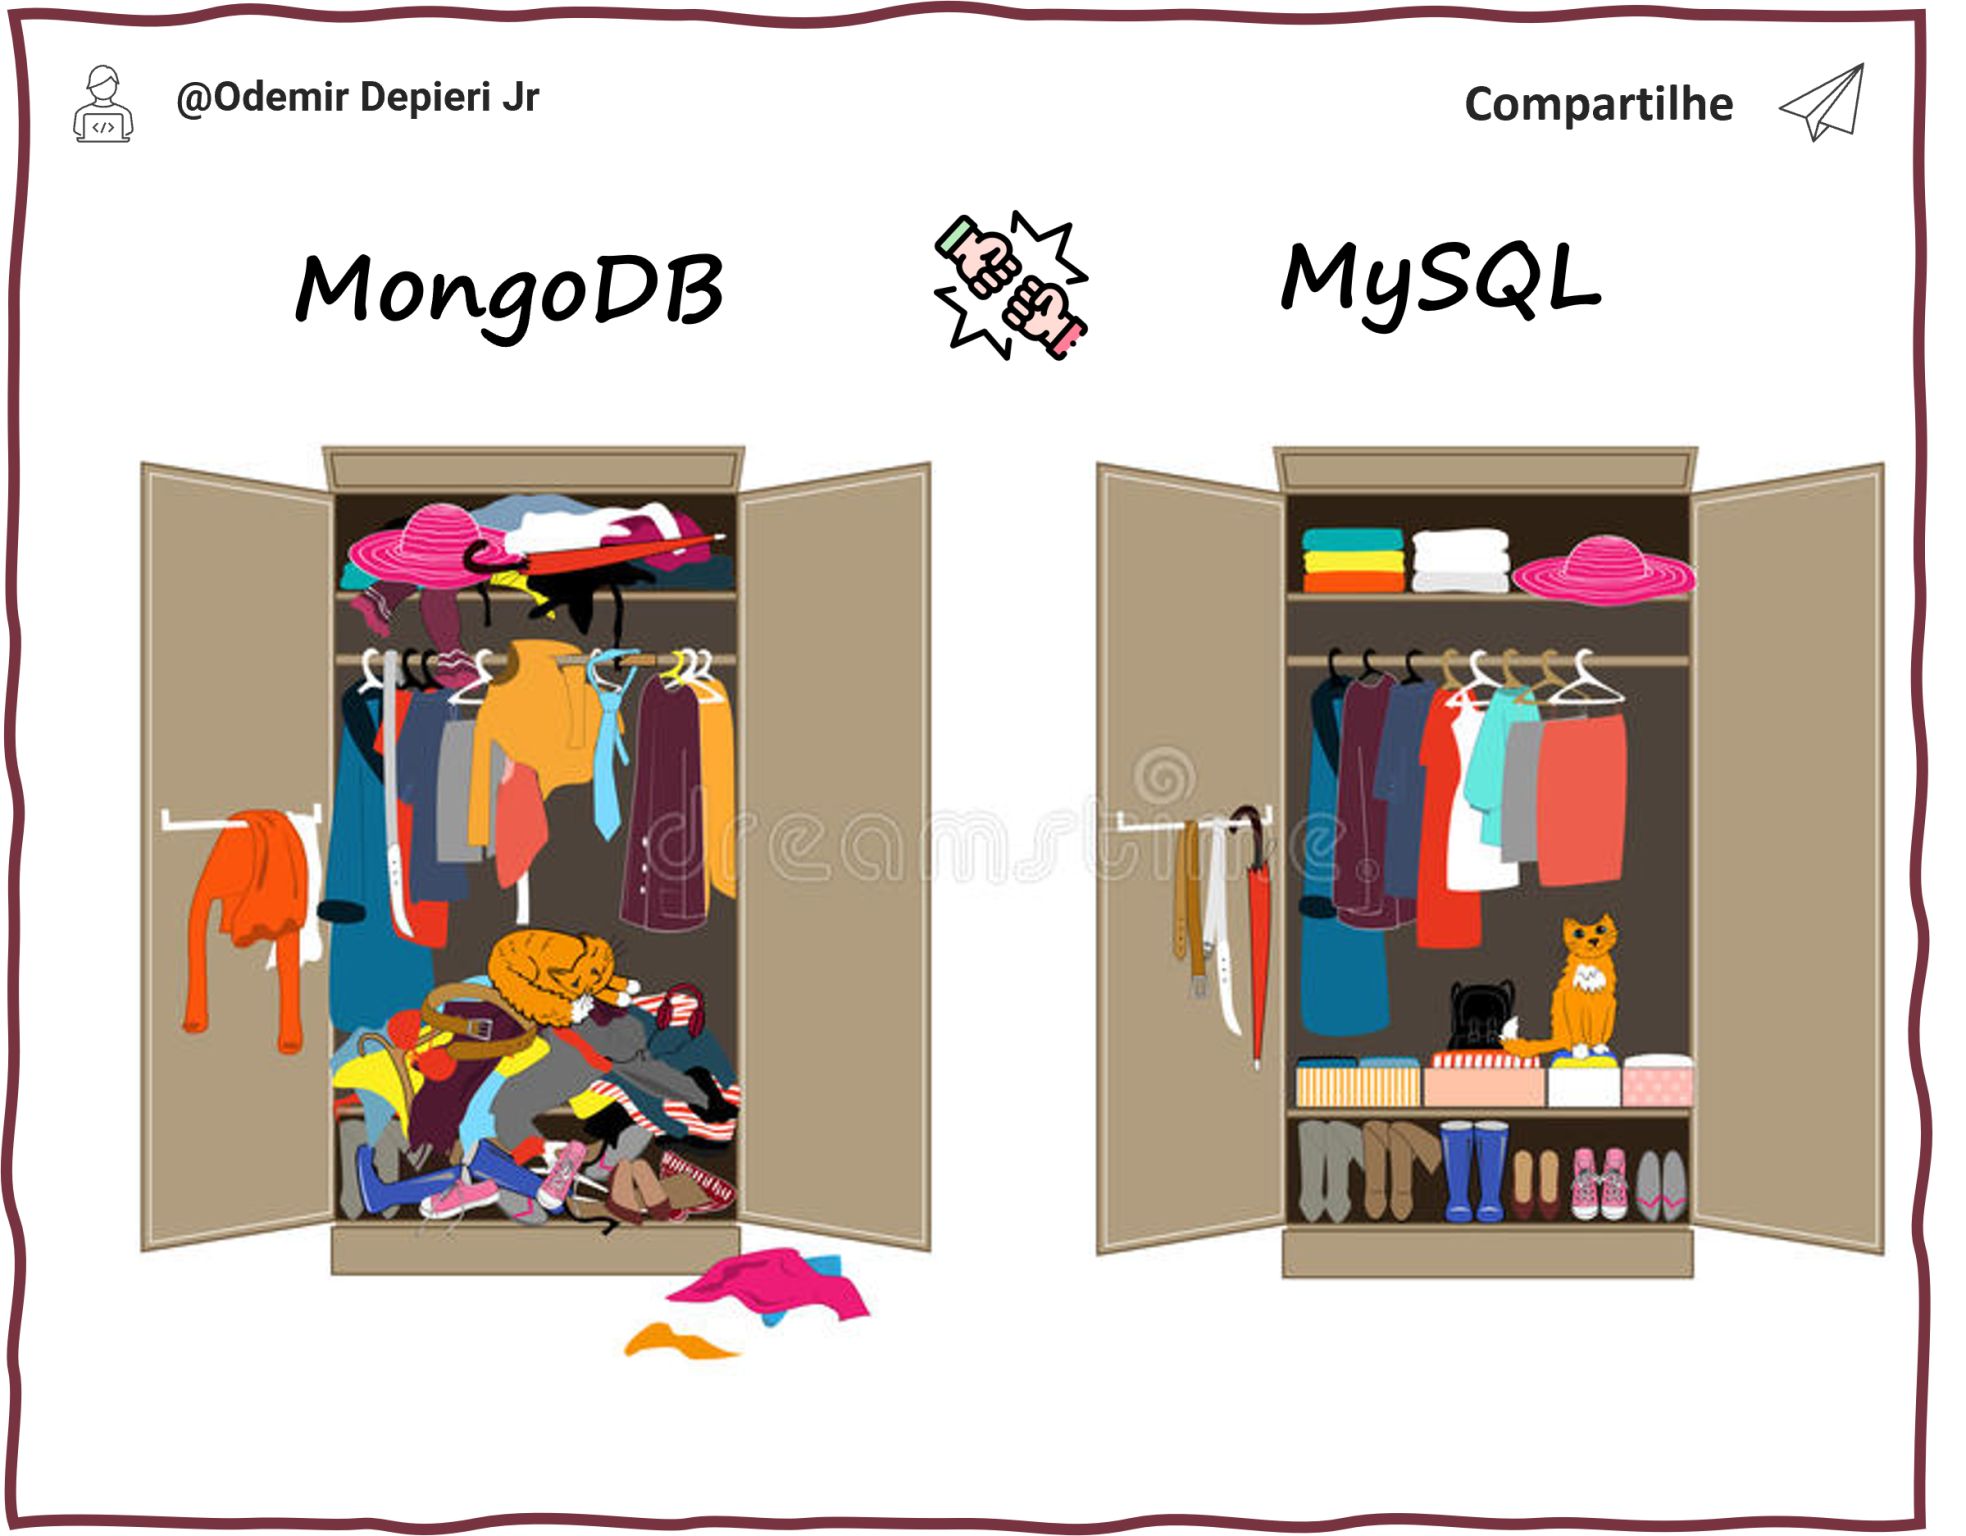 @Odemir Depieri Jr
Compartilhe
</>
MongoDB
MySQL
dreamstime.